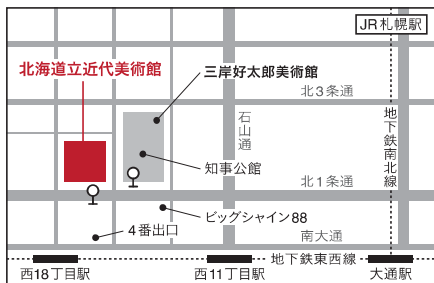 JR札幌駅
北海道立近代美術館
三岸好太郎美術館
北3条通
石山通
地下鉄南北線
知事公館
北1条通
ビッグシャイン88
4番出口
南大通
地下鉄東西線
西18丁目駅
西11丁目駅
大通駅